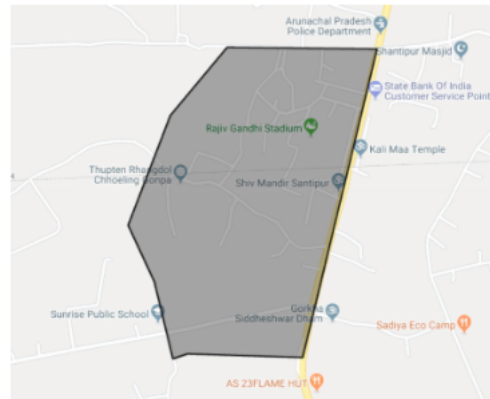 Arunachal Pradesh
Police Department
Shantipur Masjid
State Bank Of India
Customer Service Point
Rajiv Gandhi Stadium
Kali Maa Temple
Thupten Rhangdol
Chhoeling Gonpa
Shiv Mandir Santipur
Sunrise Public School
Gorkha
Siddheshwar Dham
Sadiya Eco Camp
AS 23FLAME HUT